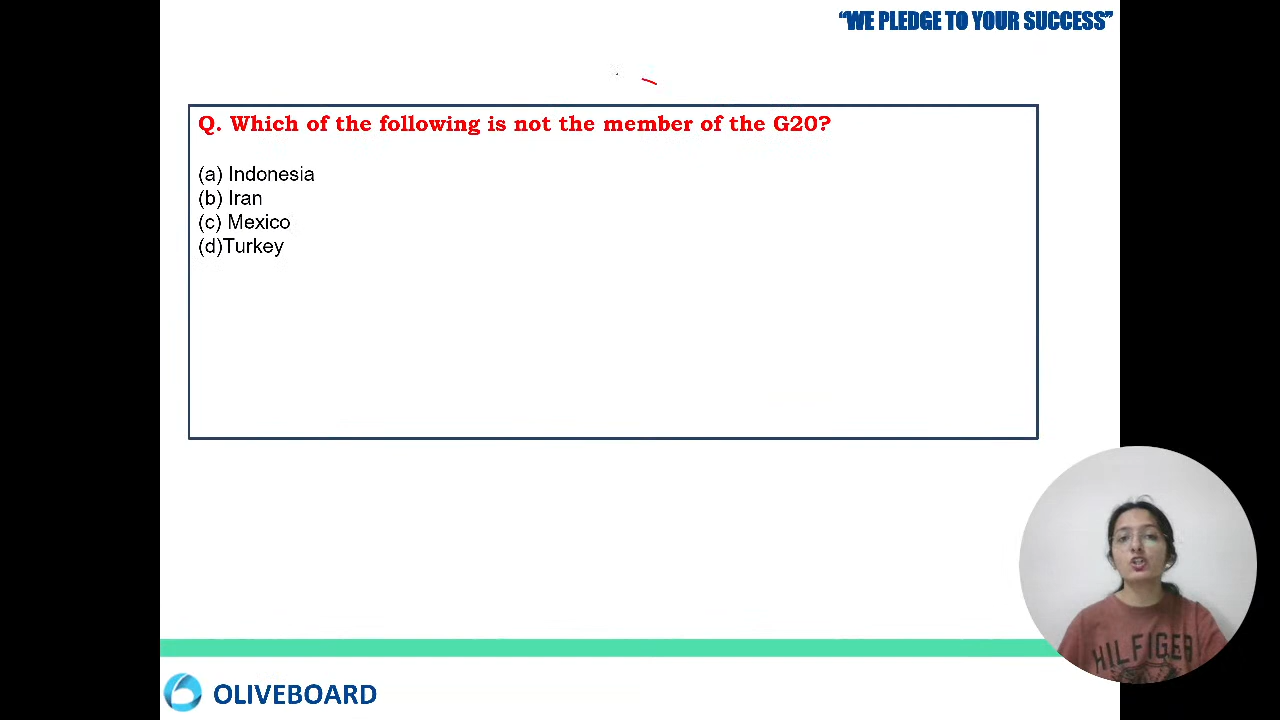 “WE PLEDGE TO YOUR SUCCESS”
Q. Which of the following is not the member of the G20?
(a) Indonesia
(b) Iran
(c) Mexico
(d)Turkey
HILFIGER
OLIVEBOARD